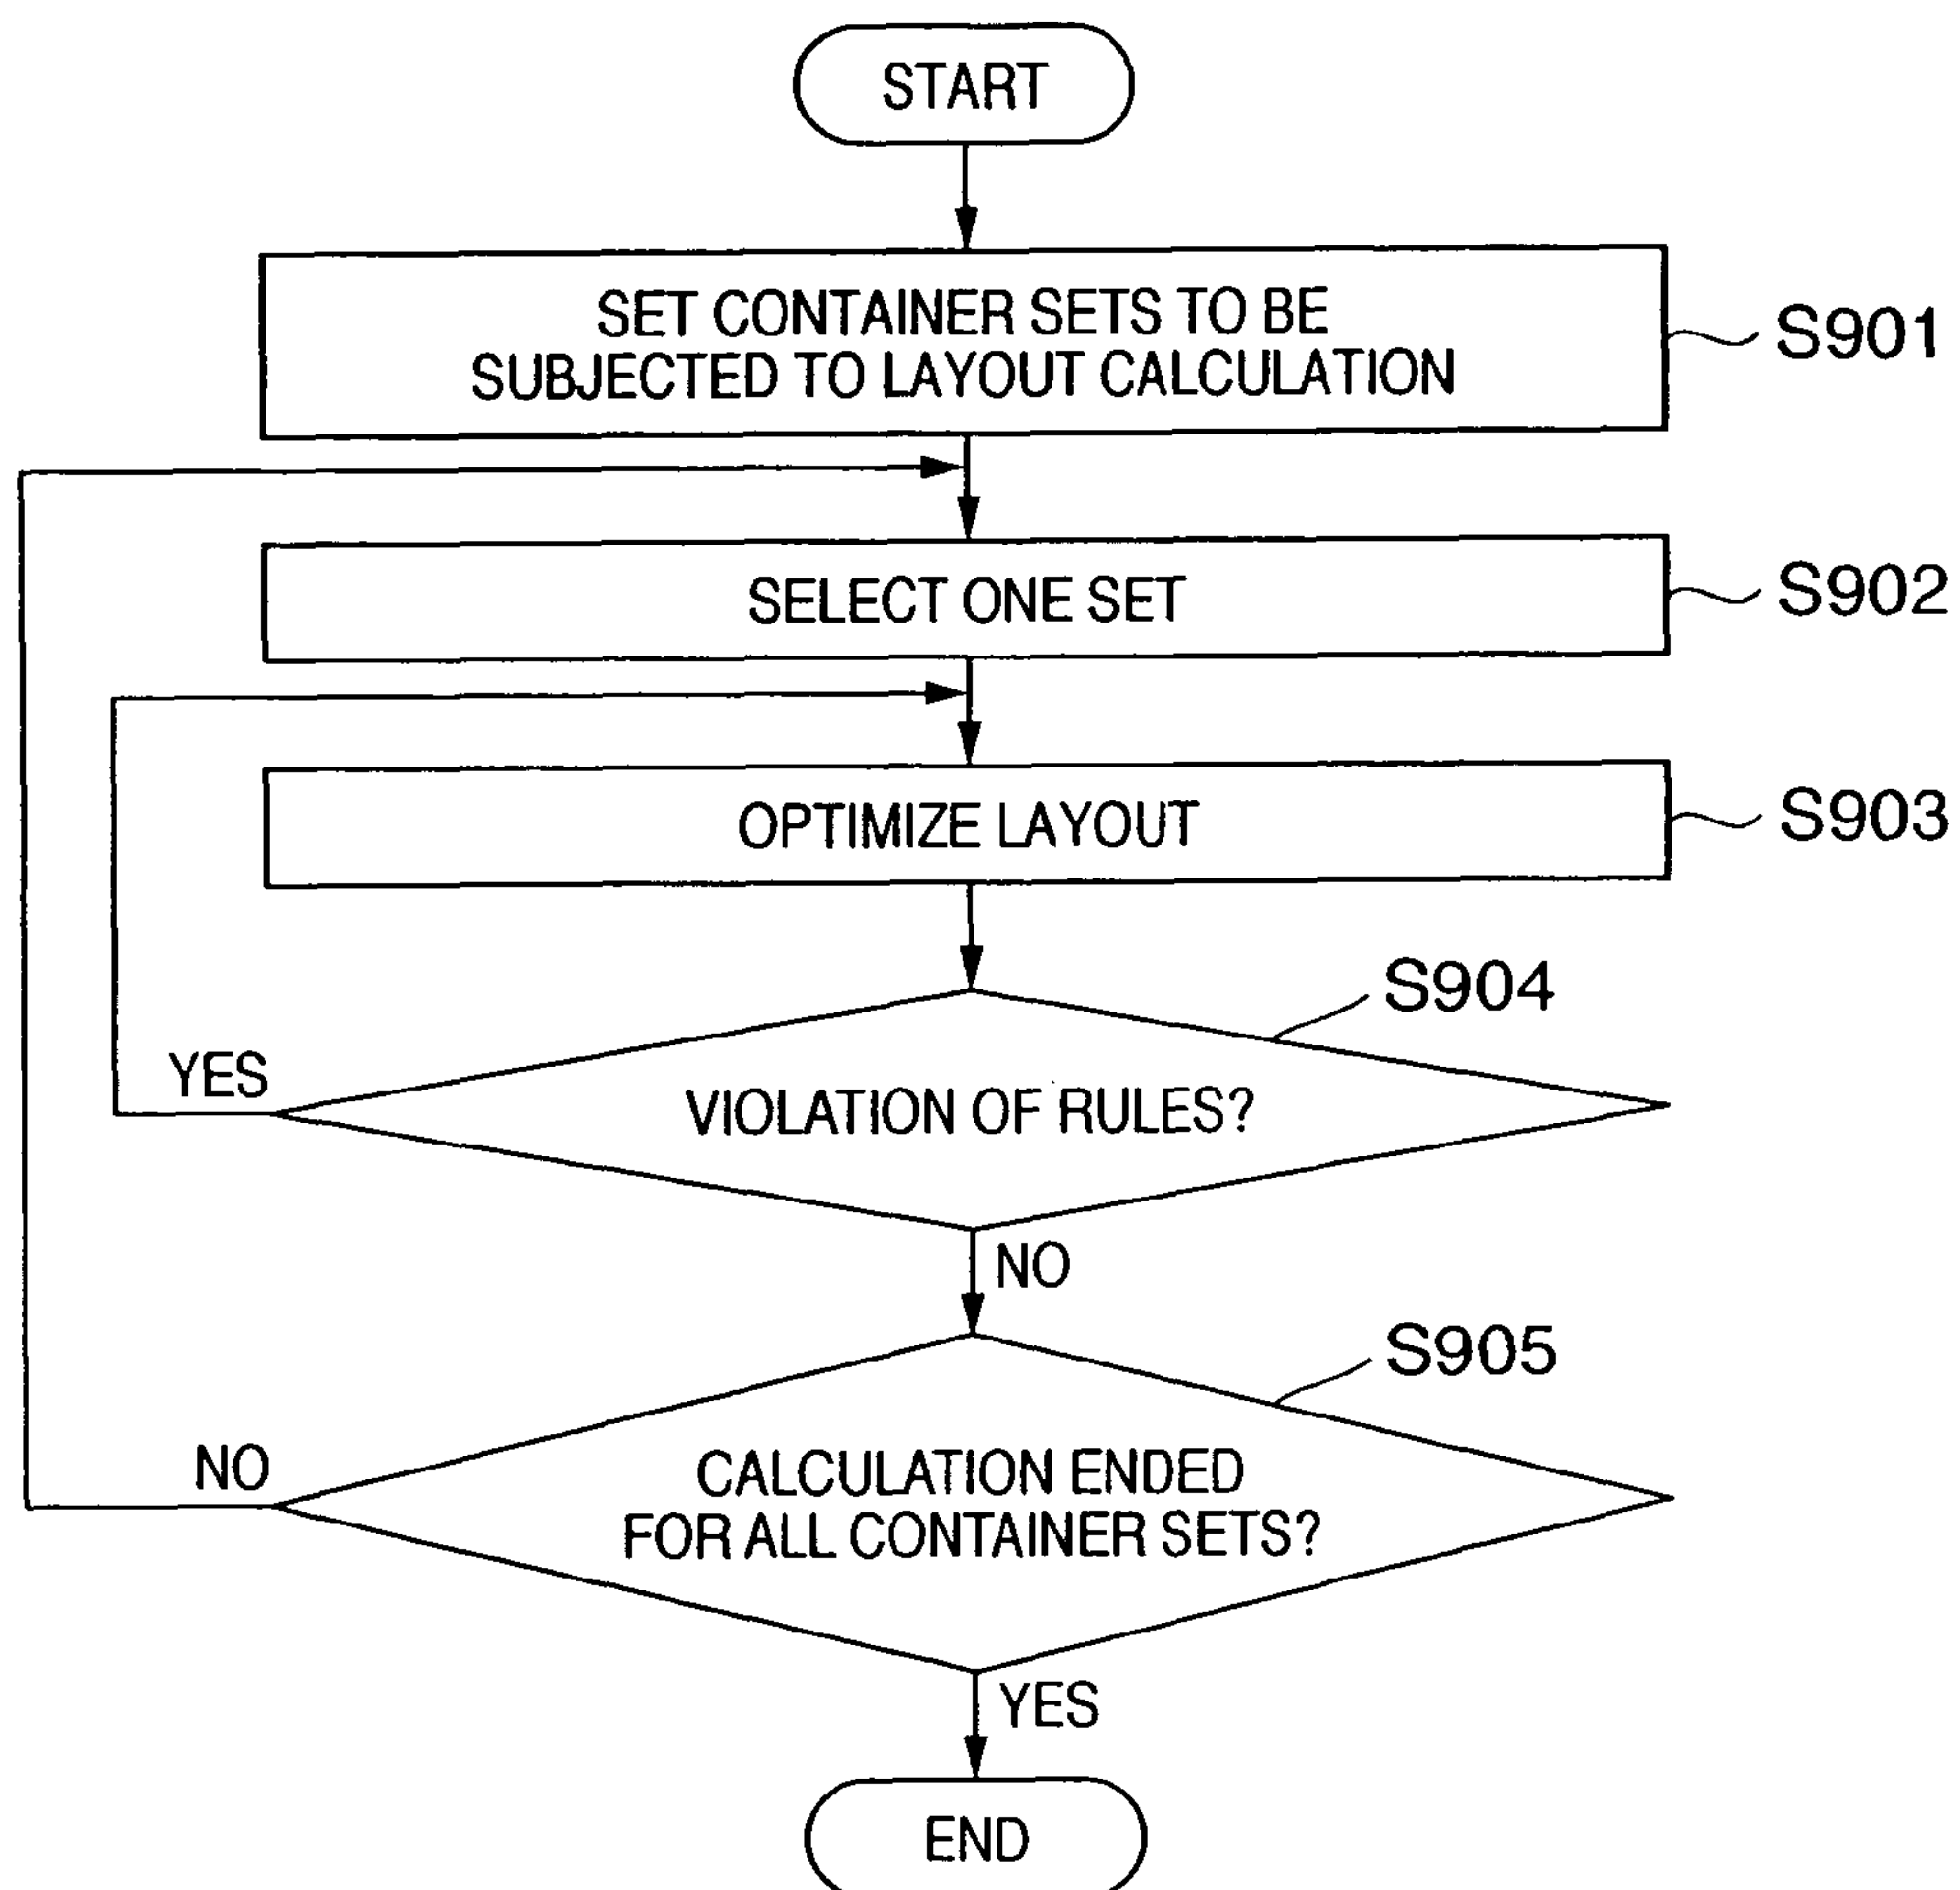 START
SET CONTAINER SETS TO BE
SUBJECTED TO LAYOUT CALCULATION
S901
SELECT ONE SET
S902
OPTIMIZE LAYOUT
S903
S904
YES
VIOLATION OF RULES?
NO
S905
NO
CALCULATION ENDED
FOR ALL CONTAINER SETS?
YES
END